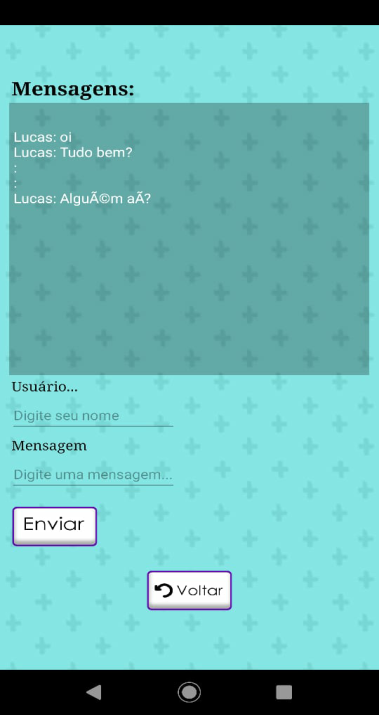 Mensagens:
Lucas: oi
Lucas: Tudo bem?
:
:
Lucas: AlguÃ©m aÃ?
Usuário...
Digite seu nome
Mensagem
Digite uma mensagem...
Enviar
Voltar